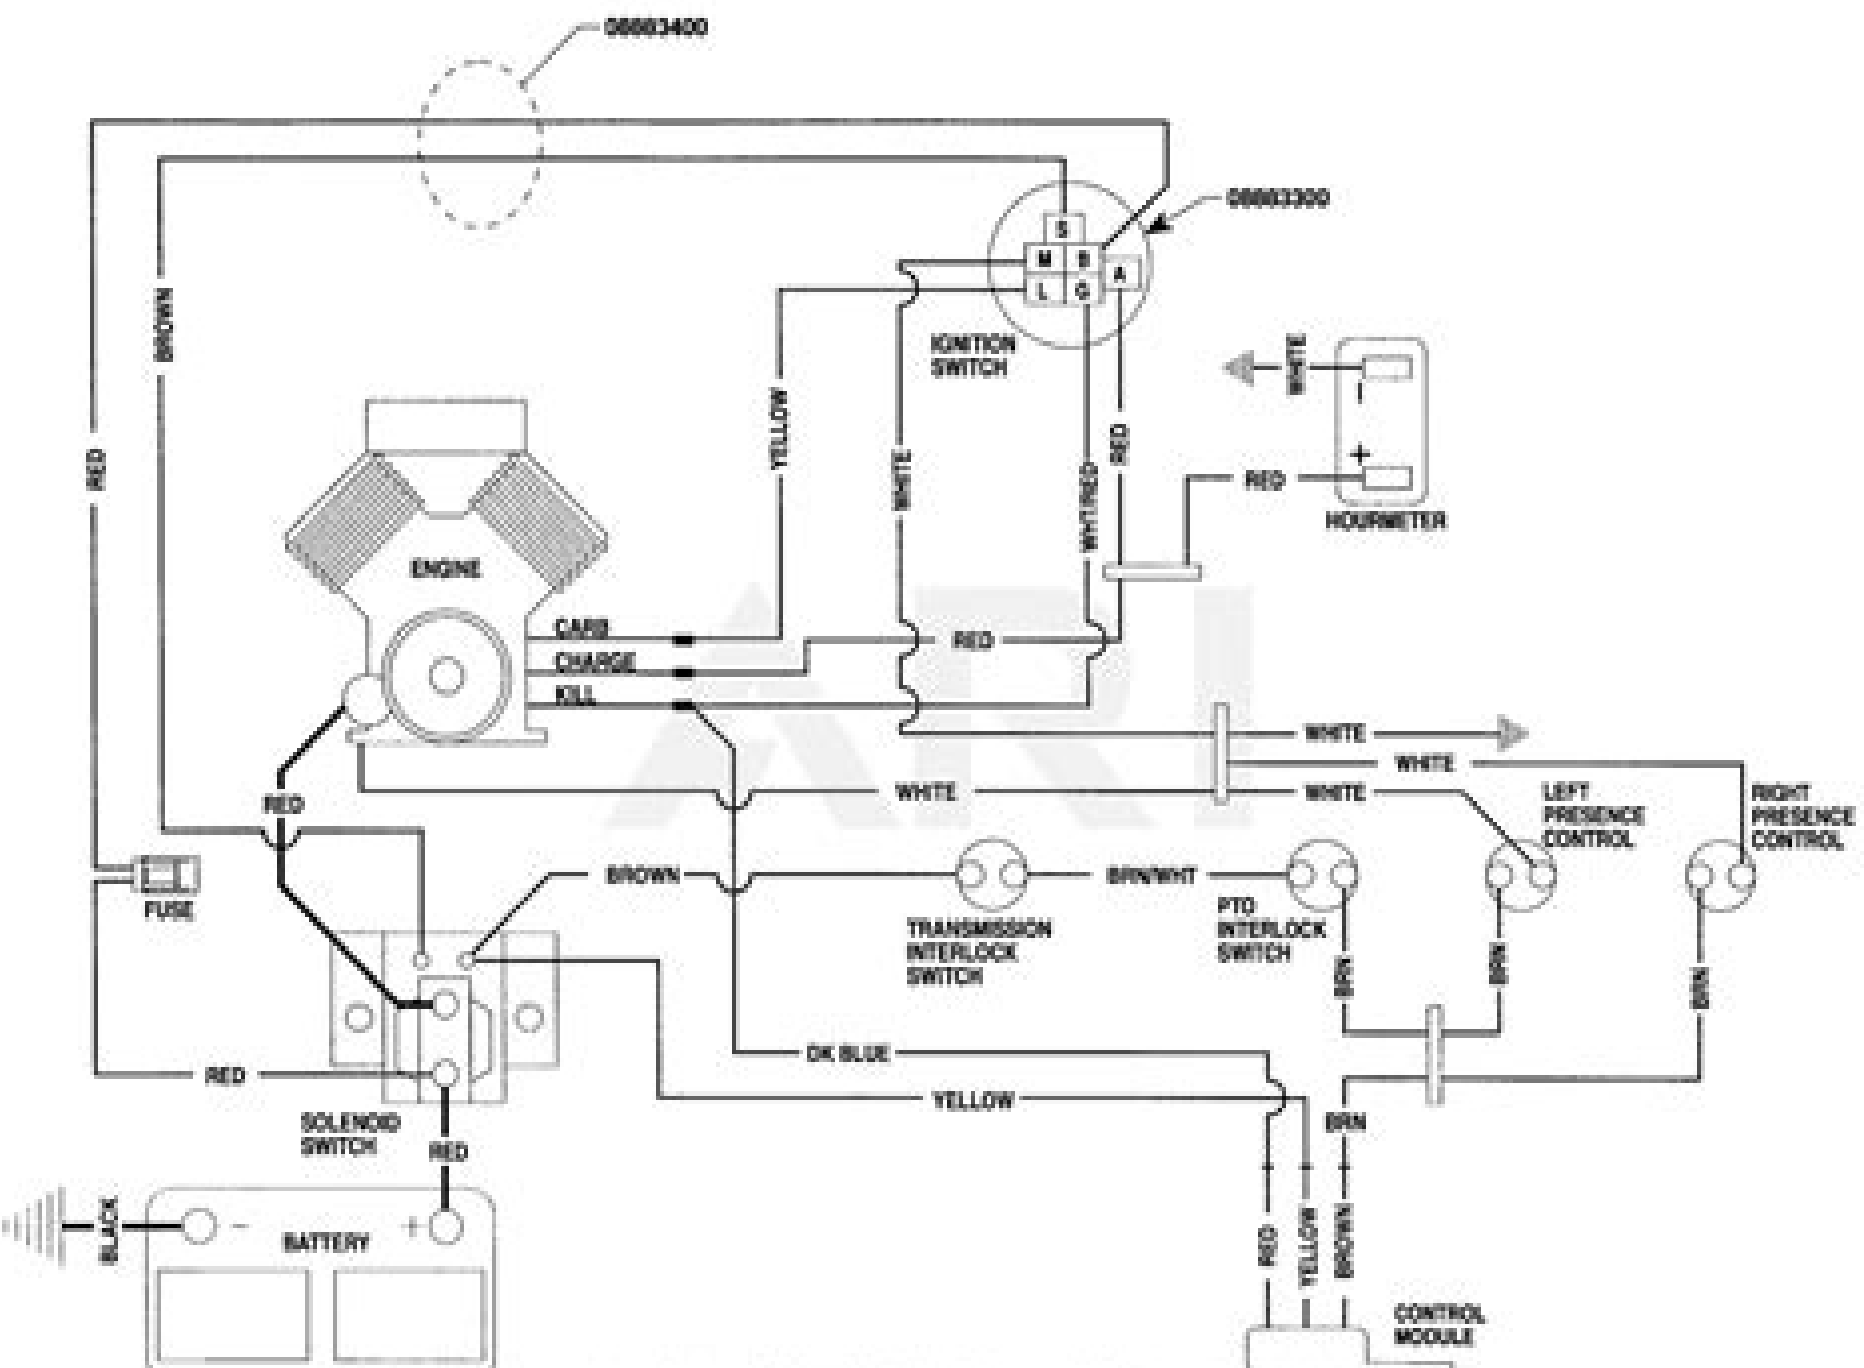 08883400
08883300
S
M
B
A
L
G
IGNITION
SWITCH
BROWN
RED
YELLOW
WHITE
WHT/RED
RED
WHITE
-
+
RED
HOURMETER
ENGINE
CARB
CHARGE
KILL
RED
ARI
WHITE
WHITE
RED
WHITE
WHITE
LEFT
PRESENCE
CONTROL
RIGHT
PRESENCE
CONTROL
FUSE
BROWN
BRN/WHT
TRANSMISSION
INTERLOCK
SWITCH
PTO
INTERLOCK
SWITCH
BRN
BRN
BRN
DK BLUE
RED
YELLOW
SOLENOID
SWITCH
RED
BRN
BLACK
-
+
BATTERY
RED
YELLOW
BROWN
CONTROL
MODULE